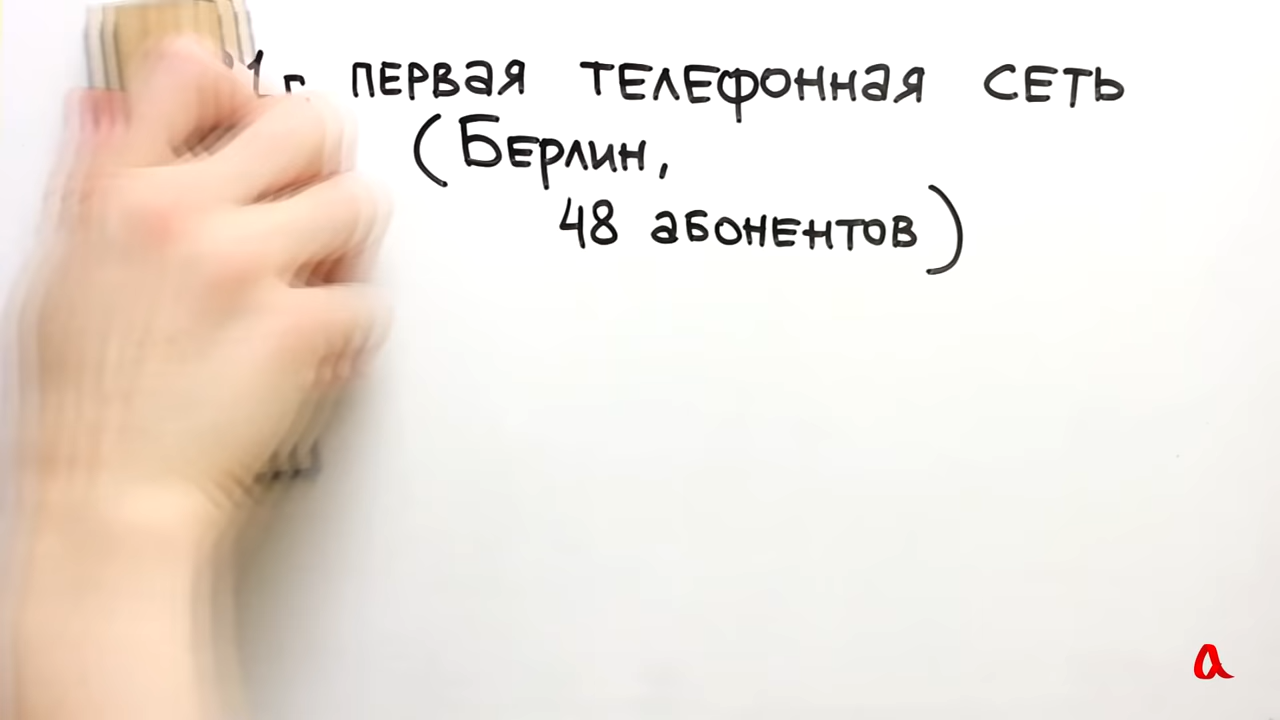 первая телефонная сеть
(Берлин,
48 абонентов)
a